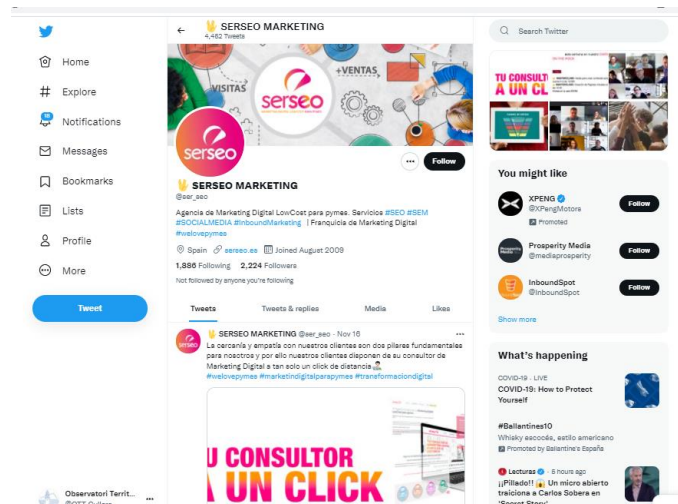 SERSEO MARKETING
4,462 Tweets
Search Twitter
Home
Explore
Notifications
Messages
Bookmarks
Lists
Profile
More
Tweet
Observatori Territ...
VISITAS
+VENTAS
serseo
serseo
Follow
SERSEO MARKETING
@ser_seo
Agencia de Marketing Digital LowCost para pymes. Servicios #SEO #SEM
#SOCIALMEDIA #InboundMarketing | Franquicia de Marketing Digital
#welovepymes
Spain serseo.es Joined August 2009
1,886 Following 2,224 Followers
Not followed by anyone you're following
Tweets Tweets & replies Media Likes
SERSEO MARKETING @ser_seo · Nov 16
La cercanía y empatía con nuestros clientes son dos pilares fundamentales
para nosotros y por ello nuestros clientes disponen de su consultor de
Marketing Digital a tan solo un click de distancia
#welovepymes #marketindigitalparapymes #transformaciondigital
U CONSULTOR
UN CLICK
TU CONSULT
A UN CL
You might like
XPENG
@XPengMotors
Promoted
Follow
Prosperity Media
@mediaprosperity
Follow
InboundSpot
@InboundSpot
Follow
Show more
What's happening
COVID-19 · LIVE
COVID-19: How to Protect
Yourself
#Ballantines10
Whisky escocés, estilo americano
Promoted by Ballantine's España
Lecturas · 8 hours ago
¡¡Pillado!! Un micro abierto
traiciona a Carlos Sobera en